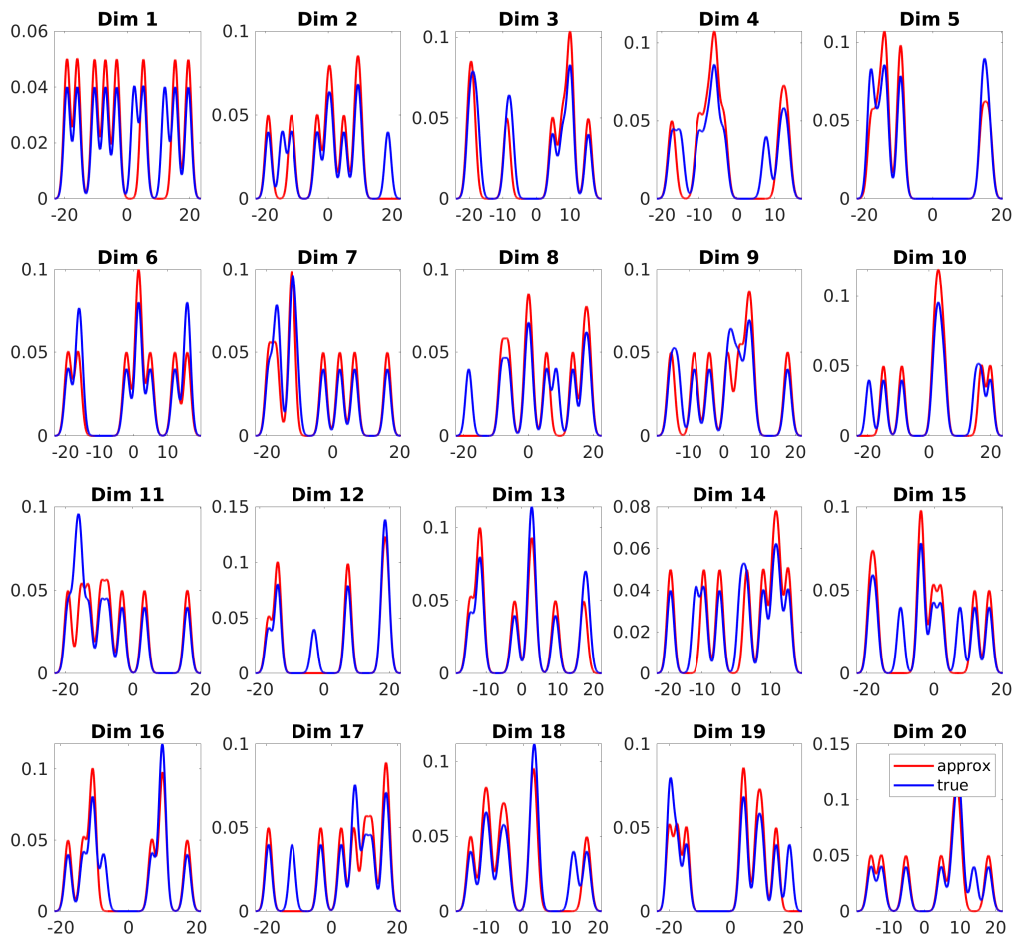 Dim 1 Dim 2 Dim 3 Dim 4 Dim 5
0.06 0.1 0.1 0.1 0.1
0.04 0.05 0.05 0.05 0.05
0.02
0 0 0 0 0
-20 0 20 -20 0 20 -20 -10 0 10 -20 -10 0 10 -20 0 20
Dim 6 Dim 7 Dim 8 Dim 9 Dim 10
0.1 0.1 0.1 0.1 0.1
0.05 0.05 0.05 0.05 0.05
0 0 0 0 0
-20 -10 0 10 -20 0 20 -20 0 20 -10 0 10 20 -20 0 20
Dim 11 Dim 12 Dim 13 Dim 14 Dim 15
0.1 0.15 0.1 0.08 0.1
0.1 0.06
0.05 0.05 0.05 0.04 0.05
0.02
0 0 0 0 0
-20 0 20 -20 0 20 -10 0 10 20 -20 -10 0 10 -20 0 20
Dim 16 Dim 17 Dim 18 Dim 19 Dim 20
0.1 0.1 0.1 0.1 0.15
approx
true
0.1
0.05 0.05 0.05 0.05 0.05
0 0 0 0 0
-20 0 20 -20 0 20 -10 0 10 20 -20 0 20 -10 0 10 20